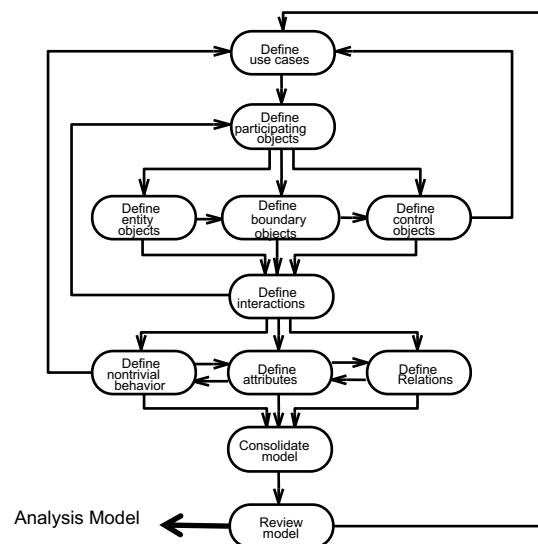 Define
use cases
Define
participating
objects
Define
entity
objects
Define
boundary
objects
Define
control
objects
Define
interactions
Define
nontrivial
behavior
Define
attributes
Define
Relations
Consolidate
model
Analysis Model
Review
model